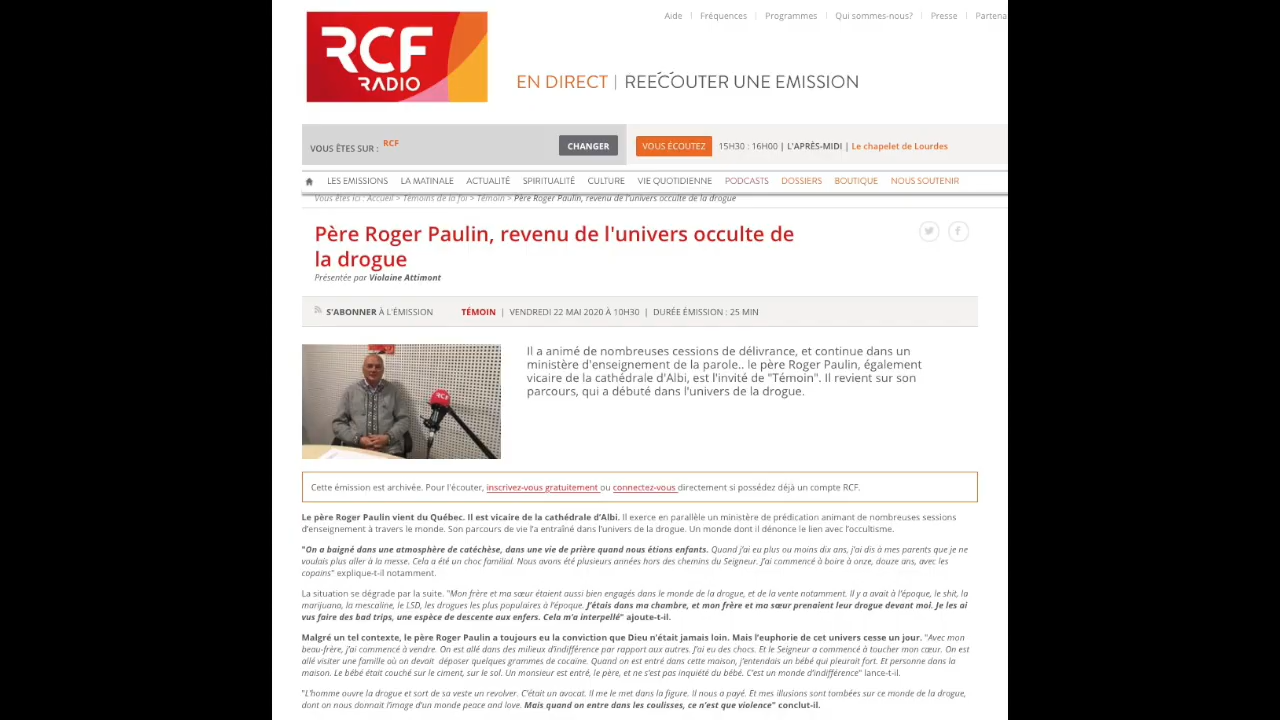 Aide | Fréquences | Programmes | Qui sommes-nous? | Presse | Partena
RCF
RADIO
EN DIRECT | REÉCOUTER UNE EMISSION
VOUS ÊTES SUR : RCF CHANGER VOUS ÉCOUTEZ 15H30 : 16H00 | L'APRÈS-MIDI | Le chapelet de Lourdes
LES EMISSIONS LA MATINALE ACTUALITÉ SPIRITUALITÉ CULTURE VIE QUOTIDIENNE PODCASTS DOSSIERS BOUTIQUE NOUS SOUTENIR
Vous êtes ici : Accueil > Témoins de la foi > Témoin > Père Roger Paulin, revenu de l'univers occulte de la drogue
Père Roger Paulin, revenu de l'univers occulte de
la drogue
Présentée par Violaine Attimont
S'ABONNER À L'ÉMISSION TÉMOIN | VENDREDI 22 MAI 2020 À 10H30 | DURÉE ÉMISSION : 25 MIN
Il a animé de nombreuses cessions de délivrance, et continue dans un
ministère d'enseignement de la parole.. le père Roger Paulin, également
vicaire de la cathédrale d'Albi, est l'invité de "Témoin". Il revient sur son
parcours, qui a débuté dans l'univers de la drogue.
RCF
Cette émission est archivée. Pour l'écouter, inscrivez-vous gratuitement ou connectez-vous directement si possédez déjà un compte RCF.
Le père Roger Paulin vient du Québec. Il est vicaire de la cathédrale d'Albi. Il exerce en parallèle un ministère de prédication animant de nombreuses sessions
d'enseignement à travers le monde. Son parcours de vie l'a entraîné dans l'univers de la drogue. Un monde dont il dénonce le lien avec l'occultisme.
"On a baigné dans une atmosphère de catéchèse, dans une vie de prière quand nous étions enfants. Quand j'ai eu plus ou moins dix ans, j'ai dis à mes parents que je ne
voulais plus aller à la messe. Cela a été un choc familial. Nous avons été plusieurs années hors des chemins du Seigneur. J'ai commencé à boire à onze, douze ans, avec les
copains" explique-t-il notamment.
La situation se dégrade par la suite. "Mon frère et ma sœur étaient aussi bien engagés dans le monde de la drogue, et de la vente notamment. Il y a avait à l'époque, le shit, la
marijuana, la mescaline, le LSD, les drogues les plus populaires à l'époque. J'étais dans ma chambre, et mon frère et ma sœur prenaient leur drogue devant moi. Je les ai
vus faire des bad trips, une espèce de descente aux enfers. Cela m'a interpellé" ajoute-t-il.
Malgré un tel contexte, le père Roger Paulin a toujours eu la conviction que Dieu n'était jamais loin. Mais l'euphorie de cet univers cesse un jour. "Avec mon
beau-frère, j'ai commencé à vendre. On est allé dans des milieux d'indifférence par rapport aux autres. J'ai eu des chocs. Et le Seigneur a commencé à toucher mon cœur. On est
allé visiter une famille où on devait déposer quelques grammes de cocaine. Quand on est entré dans cette maison, j'entendais un bébé qui pleurait fort. Et personne dans la
maison. Le bébé était couché sur le ciment, sur le sol. Un monsieur est entré, le père, et ne s'est pas inquiété du bébé. C'est un monde d'indifférence" lance-t-il.
"L'homme ouvre la drogue et sort de sa veste un revolver. C'était un avocat. Il me le met dans la figure. Il nous a payé. Et mes illusions sont tombées sur ce monde de la drogue,
dont on nous donnait l'image d'un monde peace and love. Mais quand on entre dans les coulisses, ce n'est que violence" conclut-il.